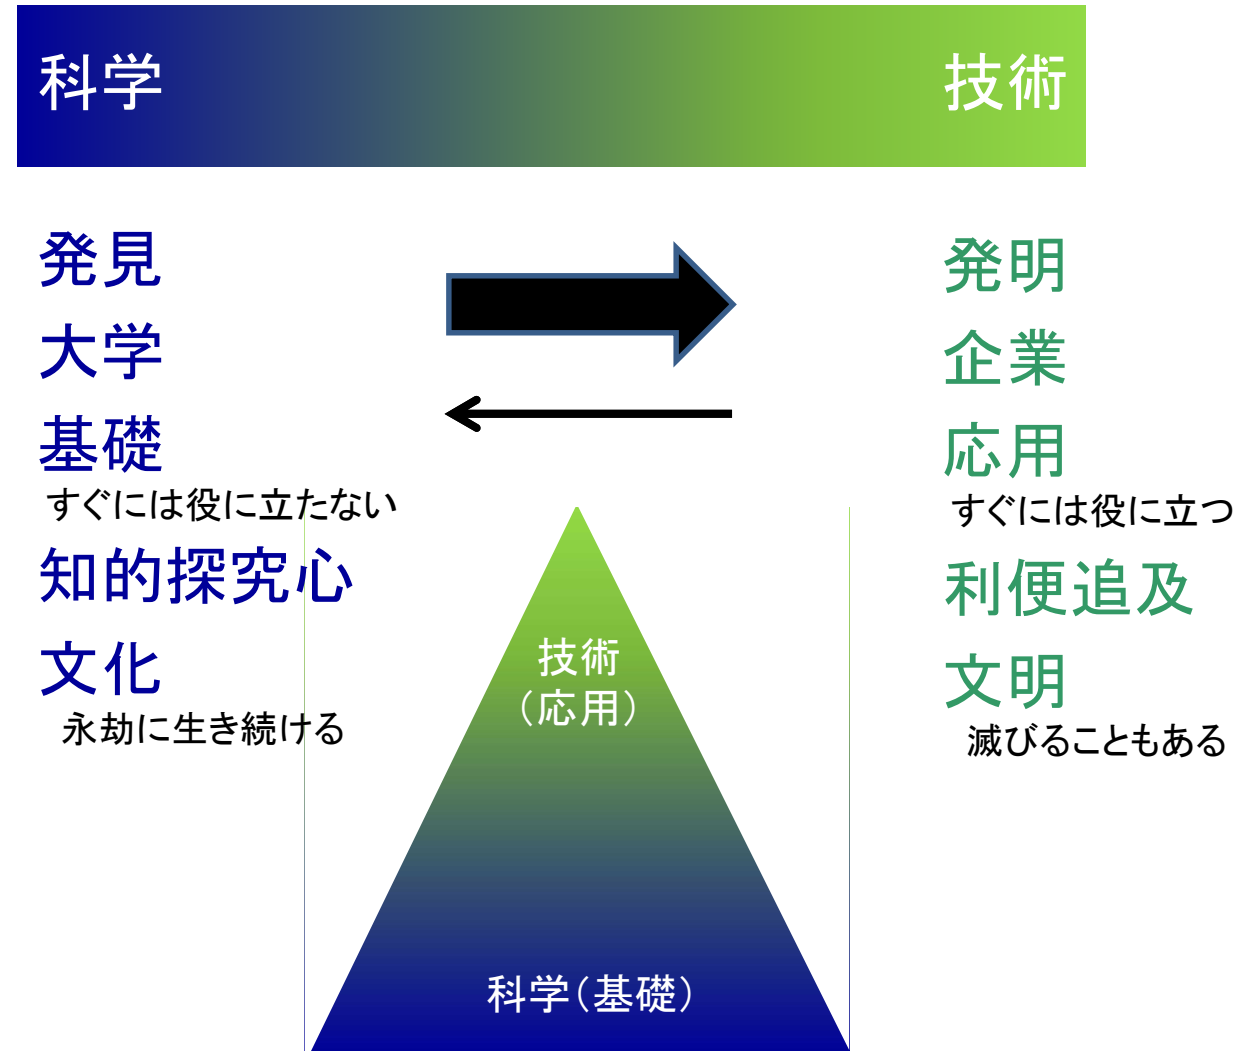 科学
技術
発見
大学
基礎
すぐには役に立たない
知的探究心
文化
永劫に生き続ける
発明
企業
応用
すぐには役に立つ
利便追及
文明
滅びることもある
技術
（応用）
科学（基礎）